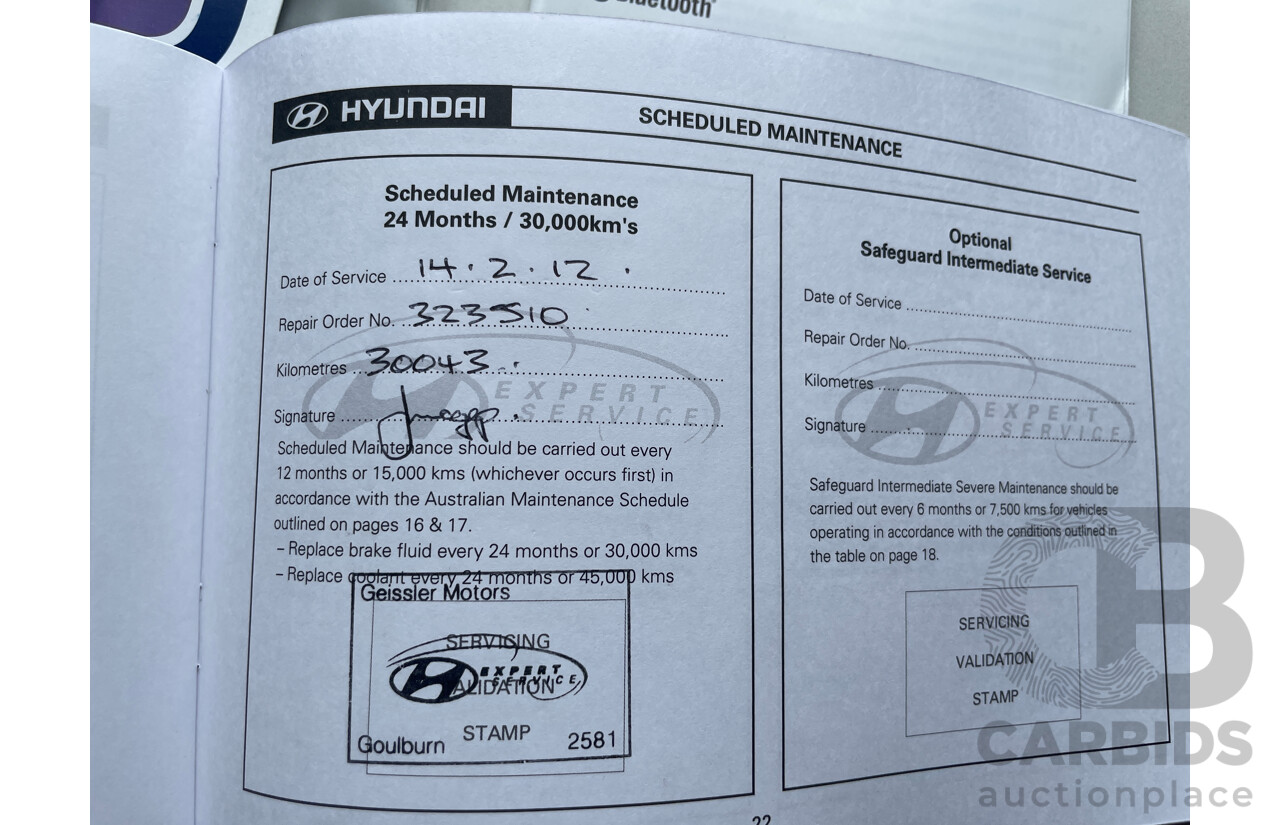 Bluetooth
HYUNDAI
SCHEDULED MAINTENANCE
Scheduled Maintenance
24 Months / 30,000km's
Date of Service 14.2.12.
Repair Order No. 323510
Kilometres 30043
Signature
EXPERT
SERVICE
Scheduled Maintenance should be carried out every
12 months or 15,000 kms (whichever occurs first) in
accordance with the Australian Maintenance Schedule
outlined on pages 16 & 17.
– Replace brake fluid every 24 months or 30,000 kms
– Replace coolant every 24 months or 45,000 kms
Geissler Motors
SERVICING
EXPERT
SERVICE
VALIDATION
STAMP
Goulburn 2581
Optional
Safeguard Intermediate Service
Date of Service
Repair Order No.
Kilometres
Signature
EXPERT
SERVICE
Safeguard Intermediate Severe Maintenance should be
carried out every 6 months or 7,500 kms for vehicles
operating in accordance with the conditions outlined in
the table on page 18.
SERVICING
VALIDATION
STAMP
22
CB
CARBIDS
auctionplace